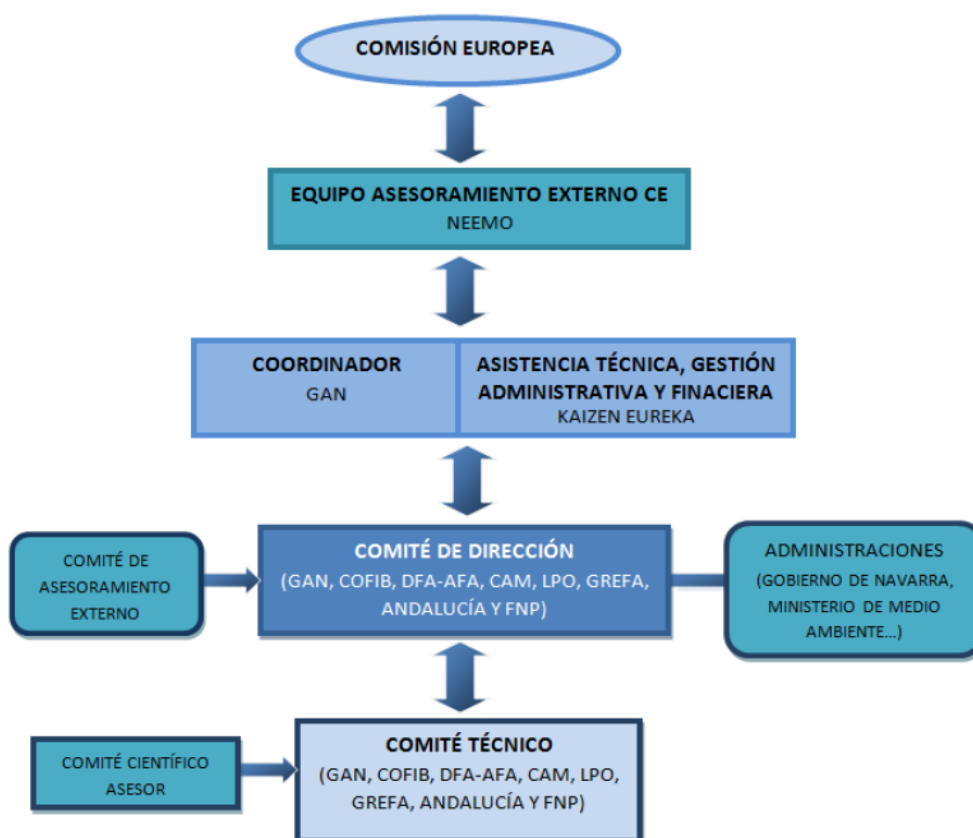 COMISIÓN EUROPEA
EQUIPO ASESORAMIENTO EXTERNO CE
NEEMO
COORDINADOR
GAN
ASISTENCIA TÉCNICA, GESTIÓN
ADMINISTRATIVA Y FINACIERA
KAIZEN EUREKA
COMITÉ DE
ASESORAMIENTO
EXTERNO
COMITÉ DE DIRECCIÓN
(GAN, COFIB, DFA-AFA, CAM, LPO, GREFA,
ANDALUCÍA Y FNP)
ADMINISTRACIONES
(GOBIERNO DE NAVARRA,
MINISTERIO DE MEDIO
AMBIENTE...)
COMITÉ CIENTÍFICO
ASESOR
COMITÉ TÉCNICO
(GAN, COFIB, DFA-AFA, CAM, LPO,
GREFA, ANDALUCÍA Y FNP)